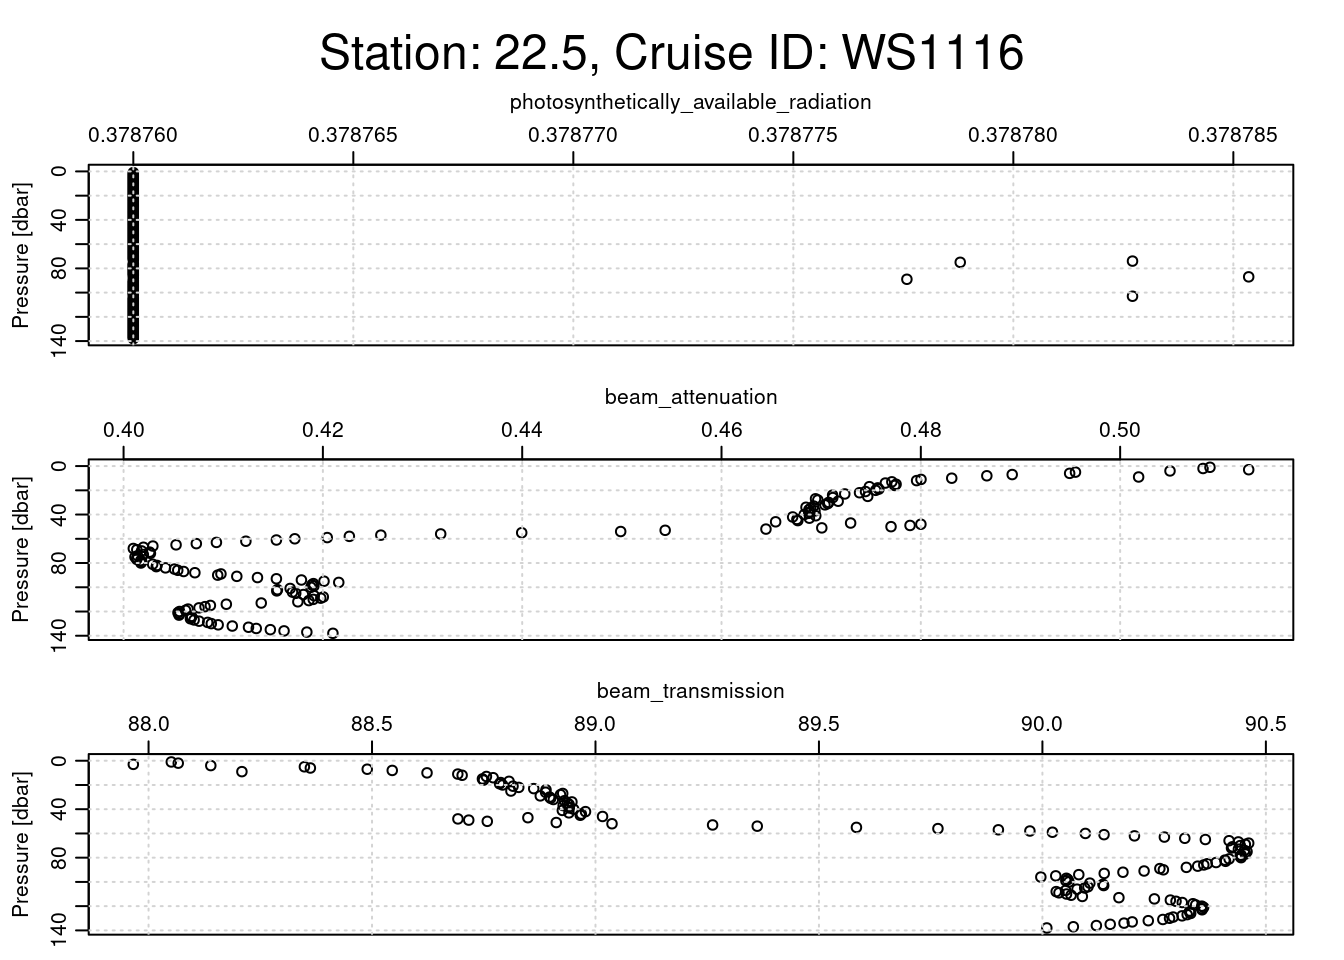 Station: 22.5, Cruise ID: WS1116
photosynthetically_available_radiation
0.378760 0.378765 0.378770 0.378775 0.378780 0.378785
Pressure [dbar]
0
40
80
140
beam_attenuation
0.40 0.42 0.44 0.46 0.48 0.50
Pressure [dbar]
0
40
80
140
beam_transmission
88.0 88.5 89.0 89.5 90.0 90.5
Pressure [dbar]
0
40
80
140